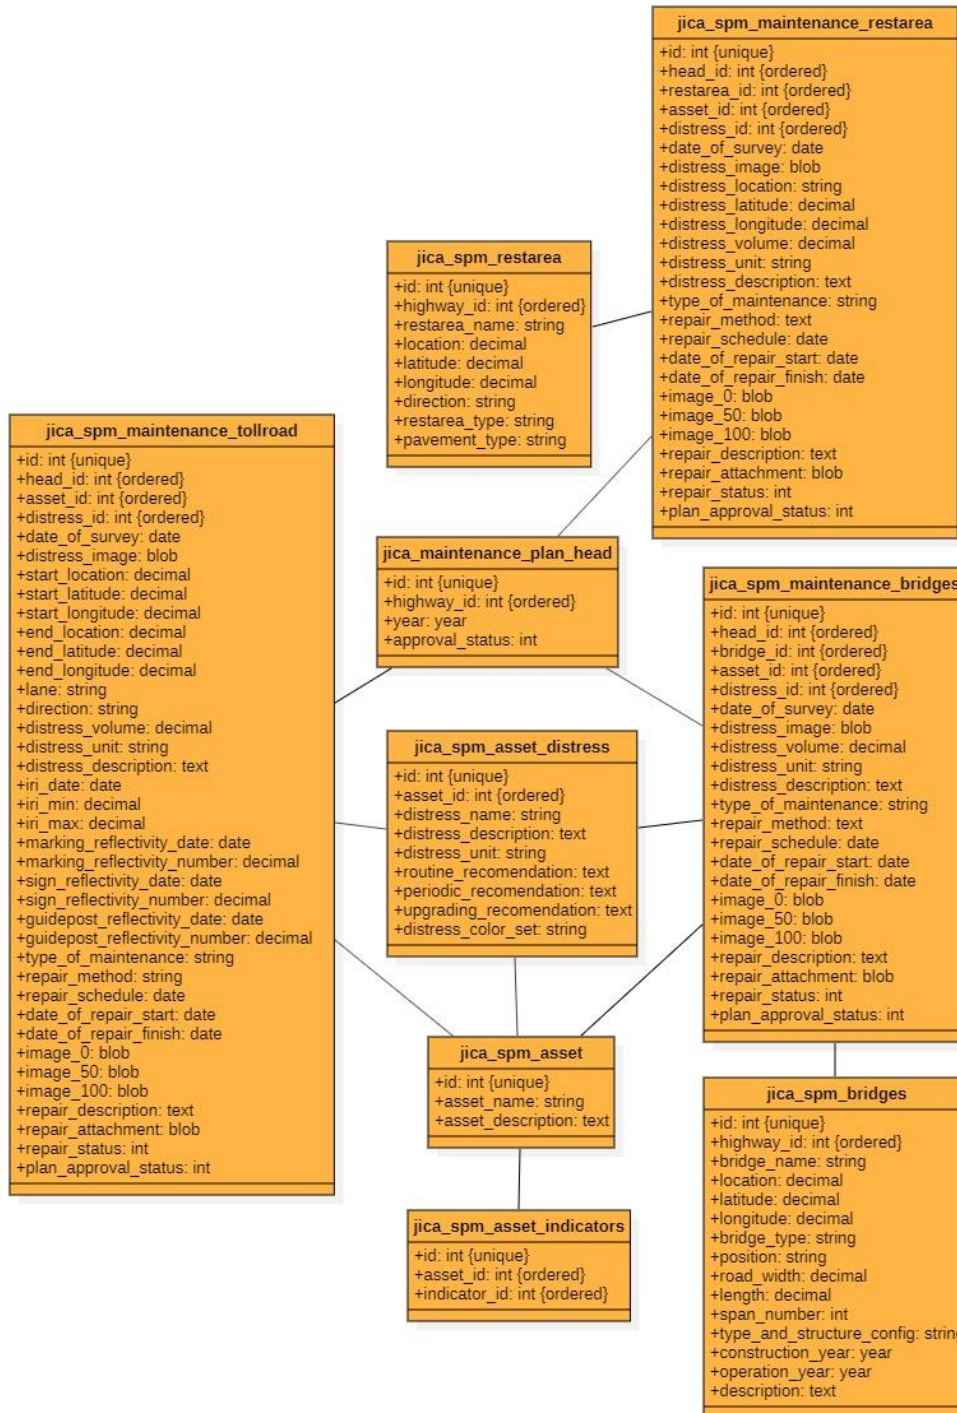 jica_spm_maintenance_restarea
+id: int {unique}
+head_id: int {ordered}
+restarea_id: int {ordered}
+asset_id: int {ordered}
+distress_id: int {ordered}
+date_of_survey: date
+distress_image: blob
+distress_location: string
+distress_latitude: decimal
+distress_longitude: decimal
+distress_volume: decimal
+distress_unit: string
+distress_description: text
+type_of_maintenance: string
+repair_method: text
+repair_schedule: date
+date_of_repair_start: date
+date_of_repair_finish: date
+image_0: blob
+image_50: blob
+image_100: blob
+repair_description: text
+repair_attachment: blob
+repair_status: int
+plan_approval_status: int
jica_spm_restarea
+id: int {unique}
+highway_id: int {ordered}
+restarea_name: string
+location: decimal
+latitude: decimal
+longitude: decimal
+direction: string
+restarea_type: string
+pavement_type: string
jica_spm_maintenance_tollroad
+id: int {unique}
+head_id: int {ordered}
+asset_id: int {ordered}
+distress_id: int {ordered}
+date_of_survey: date
+distress_image: blob
+start_location: decimal
+start_latitude: decimal
+start_longitude: decimal
+end_location: decimal
+end_latitude: decimal
+end_longitude: decimal
+lane: string
+direction: string
+distress_volume: decimal
+distress_unit: string
+distress_description: text
+iri_date: date
+iri_min: decimal
+iri_max: decimal
+marking_reflectivity_date: date
+marking_reflectivity_number: decimal
+sign_reflectivity_date: date
+sign_reflectivity_number: decimal
+guidepost_reflectivity_date: date
+guidepost_reflectivity_number: decimal
+type_of_maintenance: string
+repair_method: string
+repair_schedule: date
+date_of_repair_start: date
+date_of_repair_finish: date
+image_0: blob
+image_50: blob
+image_100: blob
+repair_description: text
+repair_attachment: blob
+repair_status: int
+plan_approval_status: int
jica_maintenance_plan_head
+id: int {unique}
+highway_id: int {ordered}
+year: year
+approval_status: int
jica_spm_maintenance_bridges
+id: int {unique}
+head_id: int {ordered}
+bridge_id: int {ordered}
+asset_id: int {ordered}
+distress_id: int {ordered}
+date_of_survey: date
+distress_image: blob
+distress_volume: decimal
+distress_unit: string
+distress_description: text
+type_of_maintenance: string
+repair_method: text
+repair_schedule: date
+date_of_repair_start: date
+date_of_repair_finish: date
+image_0: blob
+image_50: blob
+image_100: blob
+repair_description: text
+repair_attachment: blob
+repair_status: int
+plan_approval_status: int
jica_spm_asset_distress
+id: int {unique}
+asset_id: int {ordered}
+distress_name: string
+distress_description: text
+distress_unit: string
+routine_recomendation: text
+periodic_recomendation: text
+upgrading_recomendation: text
+distress_color_set: string
jica_spm_asset
+id: int {unique}
+asset_name: string
+asset_description: text
jica_spm_asset_indicators
+id: int {unique}
+asset_id: int {ordered}
+indicator_id: int {ordered}
jica_spm_bridges
+id: int {unique}
+highway_id: int {ordered}
+bridge_name: string
+location: decimal
+latitude: decimal
+longitude: decimal
+bridge_type: string
+position: string
+road_width: decimal
+length: decimal
+span_number: int
+type_and_structure_config: string
+construction_year: year
+operation_year: year
+description: text